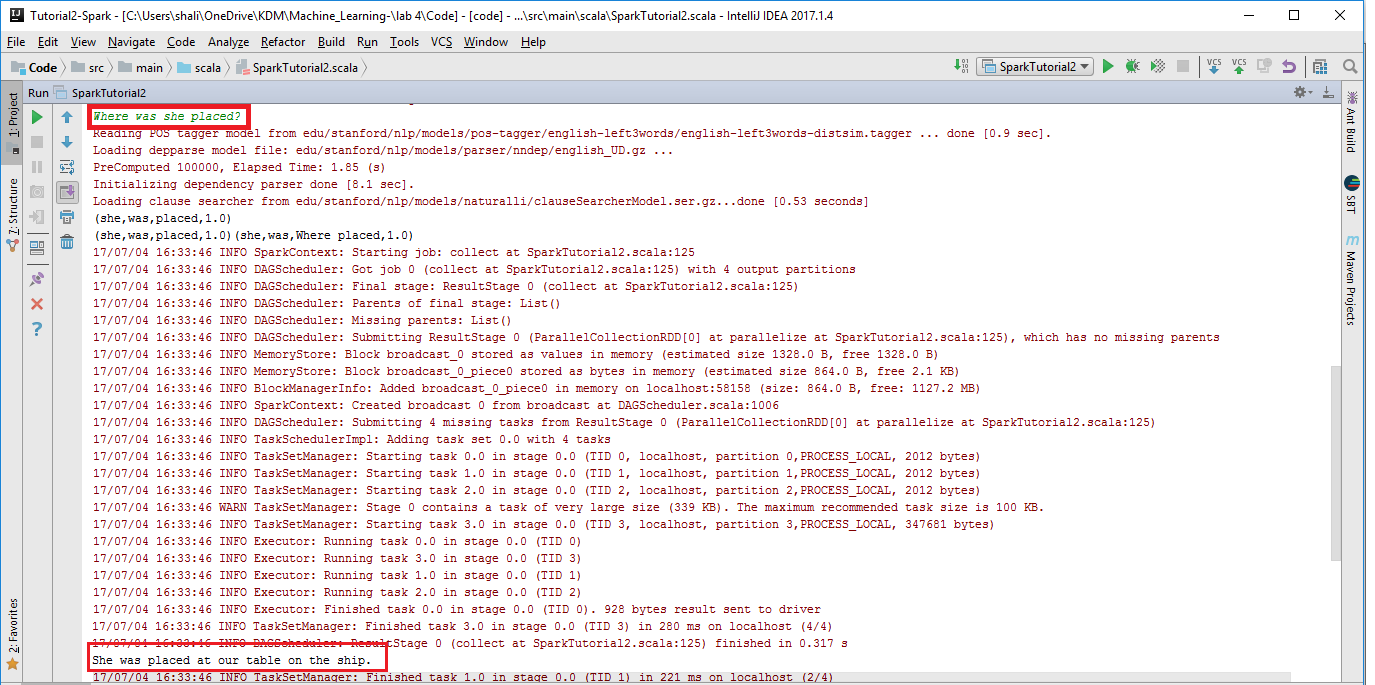 Tutorial2-Spark - [C:\Users\shali\OneDrive\KDM\Machine_Learning-\lab 4\Code] - [code] - ...\src\main\scala\SparkTutorial2.scala - IntelliJ IDEA 2017.1.4
File Edit View Navigate Code Analyze Refactor Build Run Tools VCS Window Help
Code src main scala SparkTutorial2.scala SparkTutorial2 VCS VCS
Run SparkTutorial2
1: Project
7: Structure
2: Favorites
Where was she placed?
Reading POS tagger model from edu/stanford/nlp/models/pos-tagger/english-left3words/english-left3words-distsim.tagger ... done [0.9 sec].
Loading depparse model file: edu/stanford/nlp/models/parser/nndep/english_UD.gz ...
PreComputed 100000, Elapsed Time: 1.85 (s)
Initializing dependency parser done [8.1 sec].
Loading clause searcher from edu/stanford/nlp/models/naturalli/clauseSearcherModel.ser.gz...done [0.53 seconds]
(she,was,placed,1.0)
(she,was,placed,1.0)(she,was,Where placed,1.0)
17/07/04 16:33:46 INFO SparkContext: Starting job: collect at SparkTutorial2.scala:125
17/07/04 16:33:46 INFO DAGScheduler: Got job 0 (collect at SparkTutorial2.scala:125) with 4 output partitions
17/07/04 16:33:46 INFO DAGScheduler: Final stage: ResultStage 0 (collect at SparkTutorial2.scala:125)
17/07/04 16:33:46 INFO DAGScheduler: Parents of final stage: List()
17/07/04 16:33:46 INFO DAGScheduler: Missing parents: List()
17/07/04 16:33:46 INFO DAGScheduler: Submitting ResultStage 0 (ParallelCollectionRDD[0] at parallelize at SparkTutorial2.scala:125), which has no missing parents
17/07/04 16:33:46 INFO MemoryStore: Block broadcast_0 stored as values in memory (estimated size 1328.0 B, free 1328.0 B)
17/07/04 16:33:46 INFO MemoryStore: Block broadcast_0_piece0 stored as bytes in memory (estimated size 864.0 B, free 2.1 KB)
17/07/04 16:33:46 INFO BlockManagerInfo: Added broadcast_0_piece0 in memory on localhost:58158 (size: 864.0 B, free: 1127.2 MB)
17/07/04 16:33:46 INFO SparkContext: Created broadcast 0 from broadcast at DAGScheduler.scala:1006
17/07/04 16:33:46 INFO DAGScheduler: Submitting 4 missing tasks from ResultStage 0 (ParallelCollectionRDD[0] at parallelize at SparkTutorial2.scala:125)
17/07/04 16:33:46 INFO TaskSchedulerImpl: Adding task set 0.0 with 4 tasks
17/07/04 16:33:46 INFO TaskSetManager: Starting task 0.0 in stage 0.0 (TID 0, localhost, partition 0,PROCESS_LOCAL, 2012 bytes)
17/07/04 16:33:46 INFO TaskSetManager: Starting task 1.0 in stage 0.0 (TID 1, localhost, partition 1,PROCESS_LOCAL, 2012 bytes)
17/07/04 16:33:46 INFO TaskSetManager: Starting task 2.0 in stage 0.0 (TID 2, localhost, partition 2,PROCESS_LOCAL, 2012 bytes)
17/07/04 16:33:46 WARN TaskSetManager: Stage 0 contains a task of very large size (339 KB). The maximum recommended task size is 100 KB.
17/07/04 16:33:46 INFO TaskSetManager: Starting task 3.0 in stage 0.0 (TID 3, localhost, partition 3,PROCESS_LOCAL, 347681 bytes)
17/07/04 16:33:46 INFO Executor: Running task 0.0 in stage 0.0 (TID 0)
17/07/04 16:33:46 INFO Executor: Running task 3.0 in stage 0.0 (TID 3)
17/07/04 16:33:46 INFO Executor: Running task 1.0 in stage 0.0 (TID 1)
17/07/04 16:33:46 INFO Executor: Running task 2.0 in stage 0.0 (TID 2)
17/07/04 16:33:46 INFO Executor: Finished task 0.0 in stage 0.0 (TID 0). 928 bytes result sent to driver
17/07/04 16:33:46 INFO TaskSetManager: Finished task 3.0 in stage 0.0 (TID 3) in 280 ms on localhost (4/4)
17/07/04 16:33:46 INFO DAGScheduler: ResultStage 0 (collect at SparkTutorial2.scala:125) finished in 0.317 s
She was placed at our table on the ship.
17/07/04 16:33:46 INFO TaskSetManager: Finished task 1.0 in stage 0.0 (TID 1) in 221 ms on localhost (2/4)
Ant Build
SBT
Maven Projects